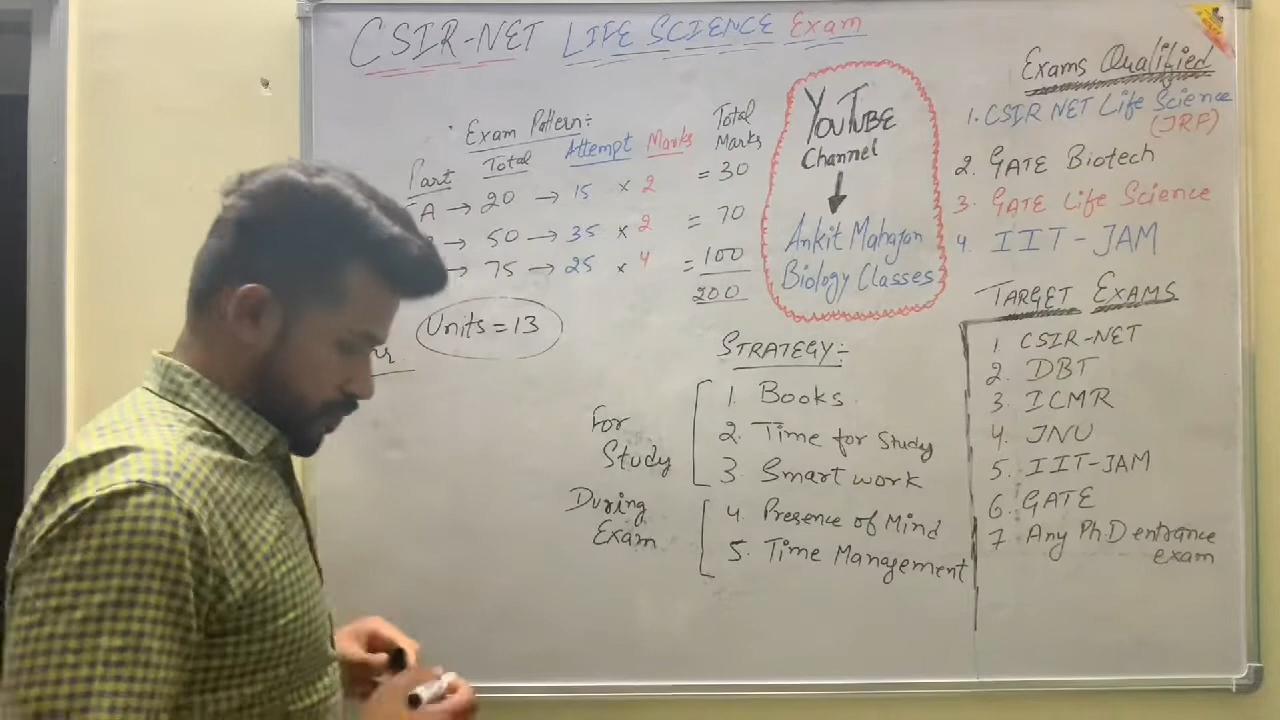 CSIR-NET LIFE SCIENCE Exam
Exam Pattern:-
Part Total Attempt Marks Total Marks
A → 20 → 15 × 2 = 30
→ 50 → 35 × 2 = 70
→ 75 → 25 × 4 = 100
200
Units = 13
YOUTUBE
Channel
Ankit Mahajan
Biology Classes
STRATEGY:-
For
Study
1. Books
2. Time for Study
3. Smart work
During
Exam
4. Presence of Mind
5. Time Management
Exams Qualified
1. CSIR NET Life Science
(JRF)
2. GATE Biotech
3. GATE Life Science
4. IIT-JAM
TARGET EXAMS
1. CSIR-NET
2. DBT
3. ICMR
4. JNU
5. IIT-JAM
6. GATE
7 Any Ph.D entrance
exam